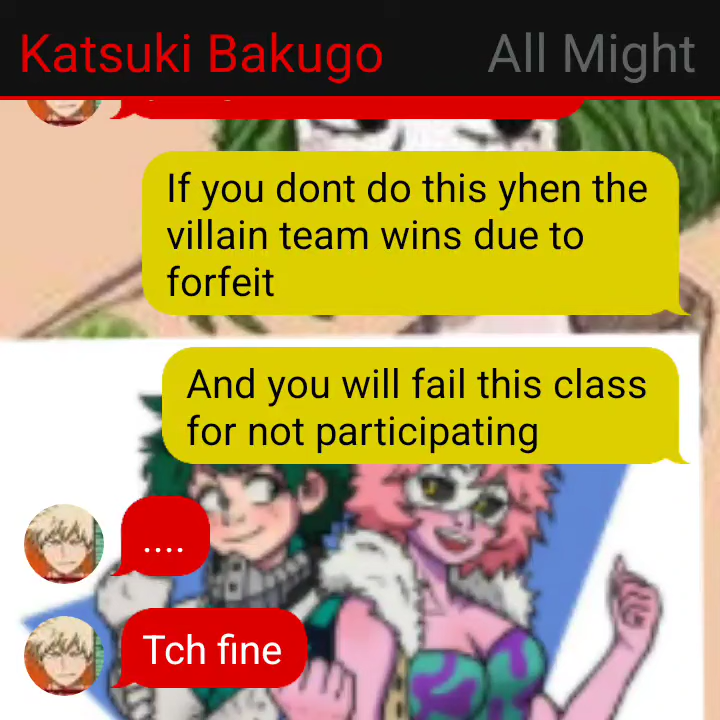 Katsuki Bakugo All Might
If you dont do this yhen the
villain team wins due to
forfeit
And you will fail this class
for not participating
....
Tch fine